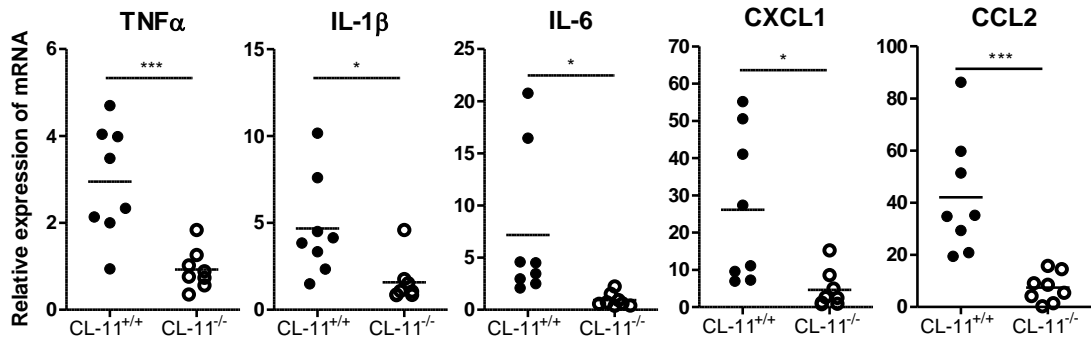 TNFα IL-1β IL-6 CXCL1 CCL2
Relative expression of mRNA
*** * * * ***
6 4 2 0
15 10 5 0
25 20 15 10 5 0
70 60 50 40 30 20 10 0
100 80 60 40 20 0
CL-11+/+ CL-11-/- CL-11+/+ CL-11-/- CL-11+/+ CL-11-/- CL-11+/+ CL-11-/- CL-11+/+ CL-11-/-